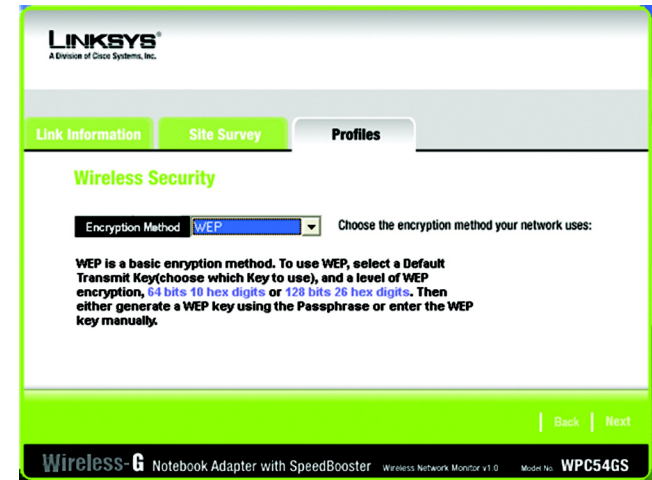 LINKSYS®
A Division of Cisco Systems, Inc.
Link Information
Site Survey
Profiles
Wireless Security
Encryption Method WEP Choose the encryption method your network uses:
WEP is a basic enryption method. To use WEP, select a Default
Transmit Key(choose which Key to use), and a level of WEP
encryption, 64 bits 10 hex digits or 128 bits 26 hex digits. Then
either generate a WEP key using the Passphrase or enter the WEP
key manually.
Back Next
Wireless-G Notebook Adapter with SpeedBooster Wireless Network Monitor v1.0 Model No. WPC54GS